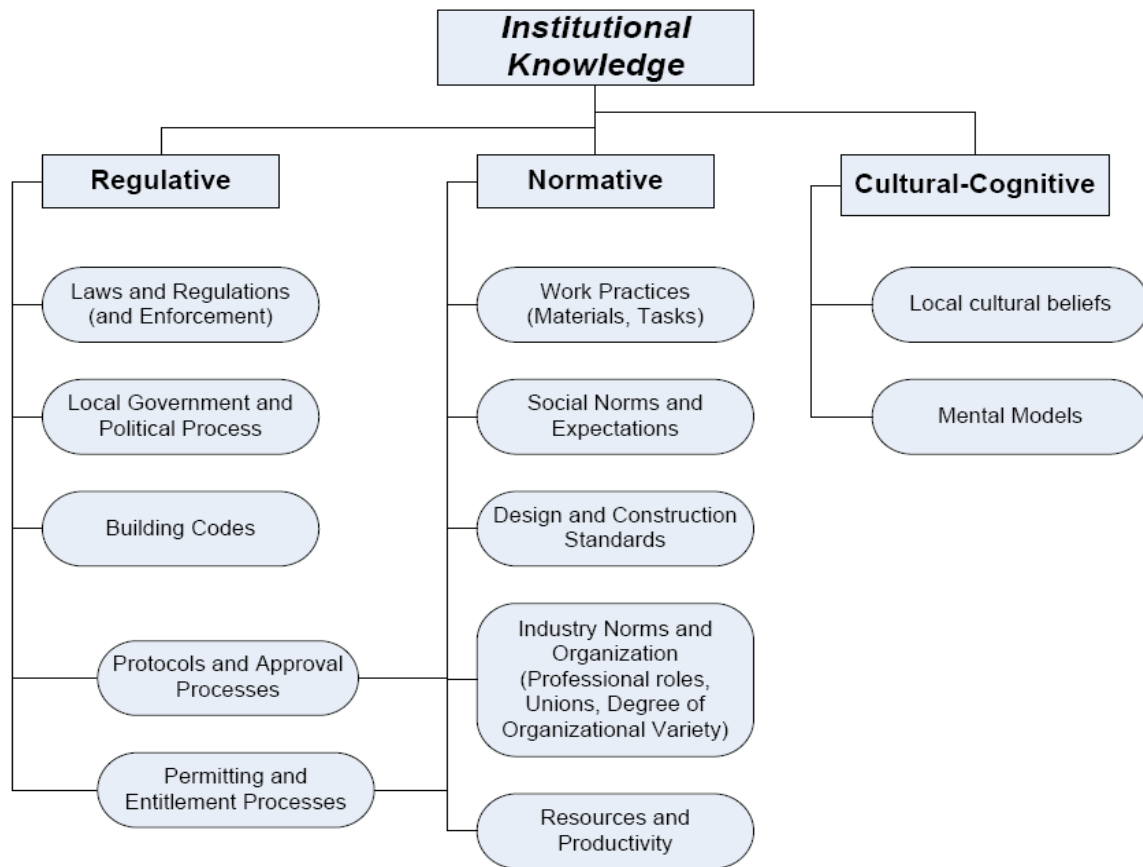 Institutional
Knowledge
Regulative
Normative
Cultural-Cognitive
Laws and Regulations
(and Enforcement)
Work Practices
(Materials, Tasks)
Local cultural beliefs
Local Government and
Political Process
Social Norms and
Expectations
Mental Models
Building Codes
Design and Construction
Standards
Protocols and Approval
Processes
Industry Norms and
Organization
(Professional roles,
Unions, Degree of
Organizational Variety)
Permitting and
Entitlement Processes
Resources and
Productivity